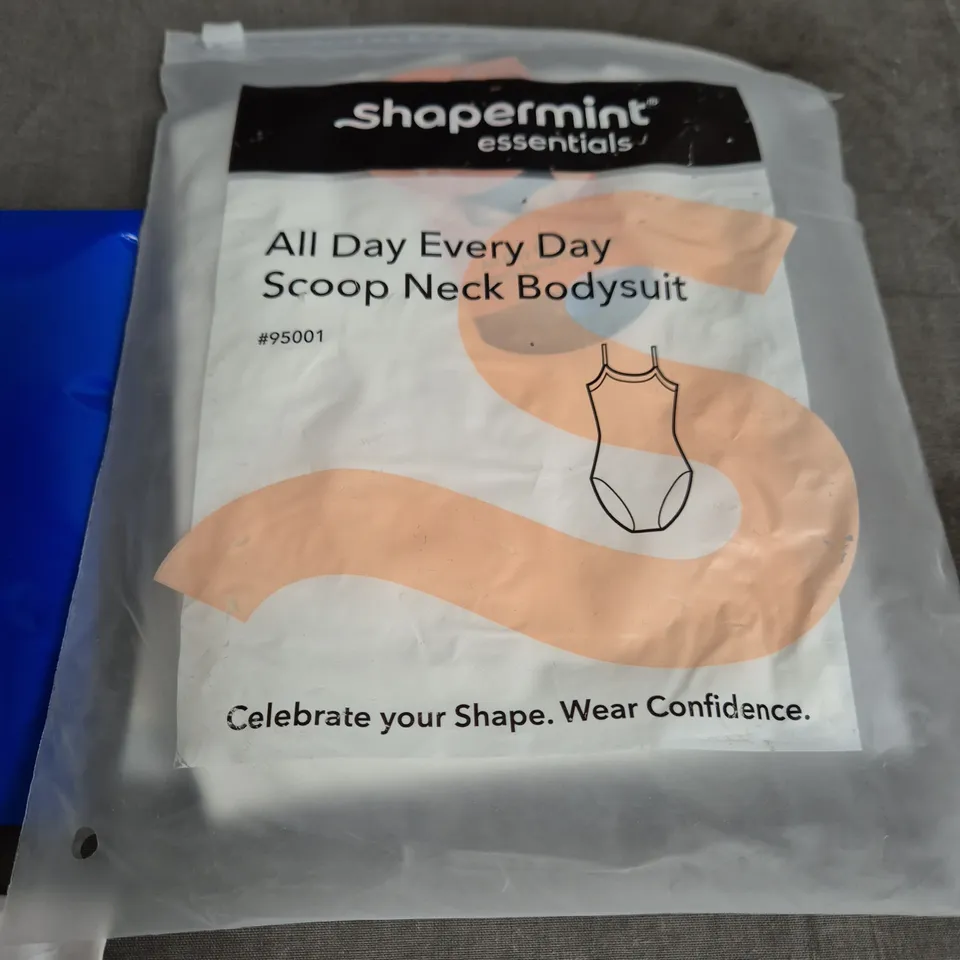 shapermint®
essentials
All Day Every Day
Scoop Neck Bodysuit
#95001
Celebrate your Shape. Wear Confidence.